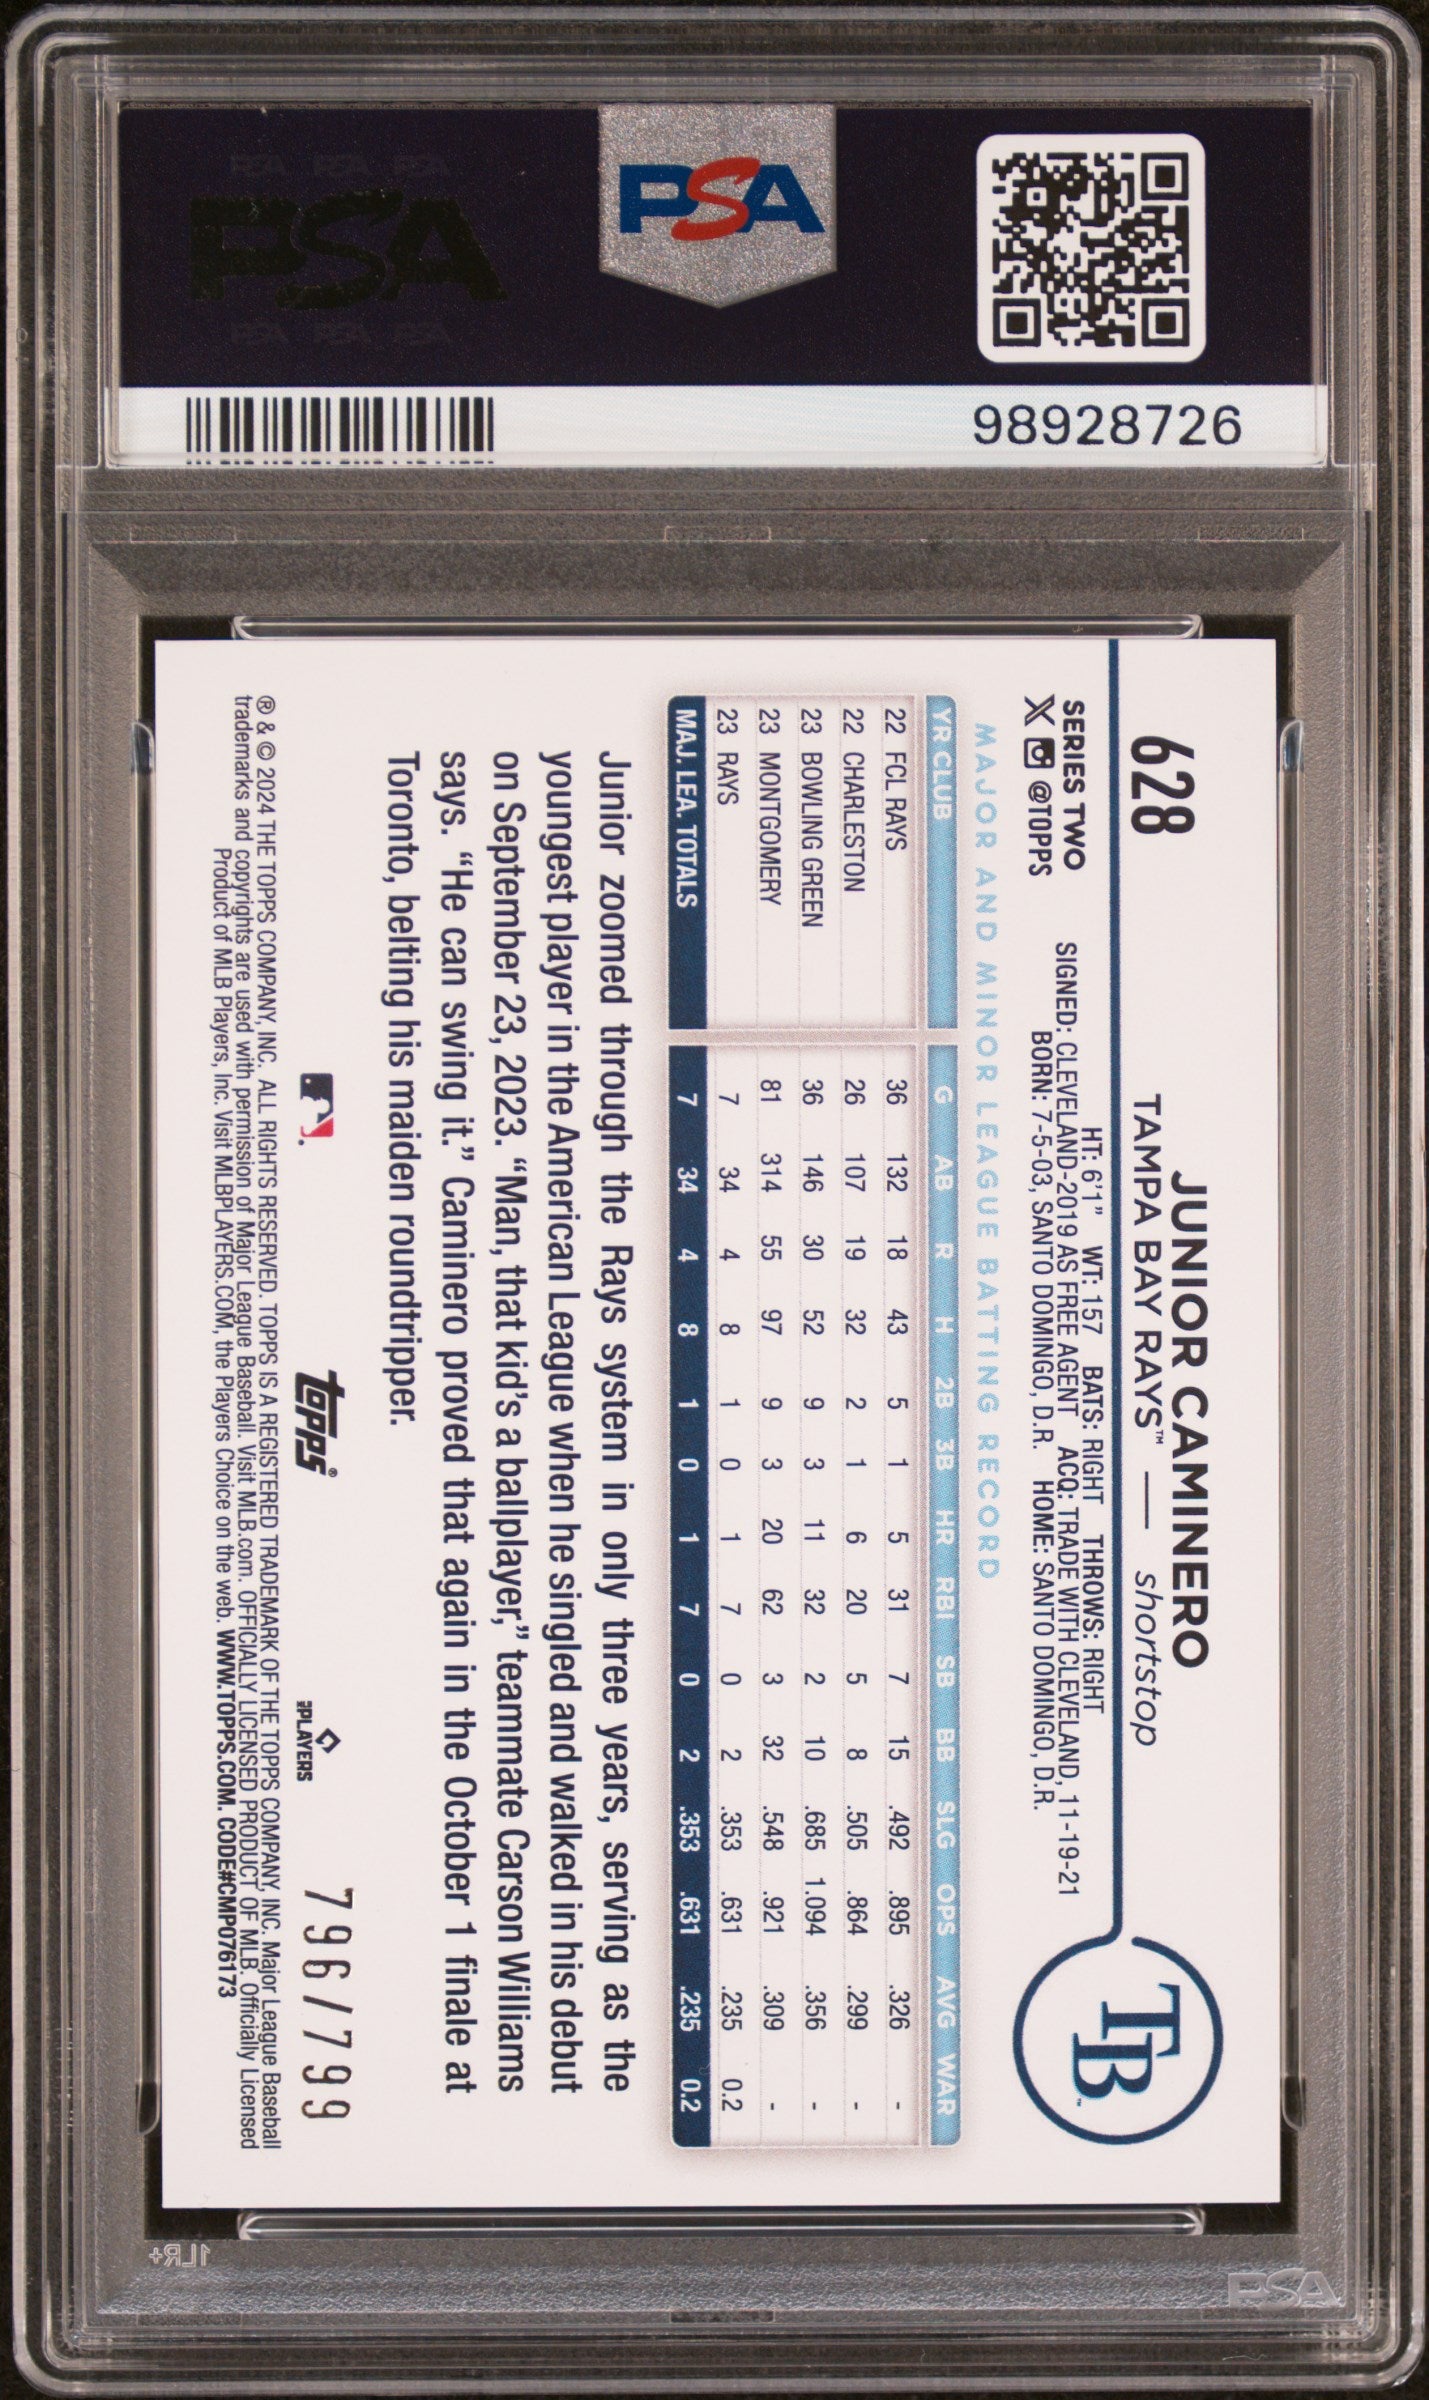 PSA PSA PSA
PSA
PSA PSA PSA
PSA
98928726
628
JUNIOR CAMINERO
TAMPA BAY RAYS™ — shortstop
TB™
SERIES TWO
X @TOPPS
HT: 6'1" WT: 157 BATS: RIGHT THROWS: RIGHT
SIGNED: CLEVELAND-2019 AS FREE AGENT ACQ: TRADE WITH CLEVELAND, 11-19-21
BORN: 7-5-03, SANTO DOMINGO, D.R. HOME: SANTO DOMINGO, D.R.
MAJOR AND MINOR LEAGUE BATTING RECORD
YR CLUB G AB R H 2B 3B HR RBI SB BB SLG OPS AVG WAR
22 FCL RAYS 36 132 18 43 5 1 5 31 7 15 .492 .895 .326 -
22 CHARLESTON 26 107 19 32 2 1 6 20 5 8 .505 .864 .299 -
23 BOWLING GREEN 36 146 30 52 9 3 11 32 2 10 .685 1.094 .356 -
23 MONTGOMERY 81 314 55 97 9 3 20 62 3 32 .548 .921 .309 -
23 RAYS 7 34 4 8 1 0 1 7 0 2 .353 .631 .235 0.2
MAJ. LEA. TOTALS 7 34 4 8 1 0 1 7 0 2 .353 .631 .235 0.2
Junior zoomed through the Rays system in only three years, serving as the
youngest player in the American League when he singled and walked in his debut
on September 23, 2023. “Man, that kid’s a ballplayer,” teammate Carson Williams
says. “He can swing it.” Caminero proved that again in the October 1 finale at
Toronto, belting his maiden roundtripper.
topps®
PLAYERS
796/799
® & © 2024 THE TOPPS COMPANY, INC. ALL RIGHTS RESERVED. TOPPS IS A REGISTERED TRADEMARK OF THE TOPPS COMPANY, INC. Major League Baseball
trademarks and copyrights are used with permission of Major League Baseball. Visit MLB.com. OFFICIALLY LICENSED PRODUCT OF MLB. Officially Licensed
Product of MLB Players, Inc. Visit MLBPLAYERS.COM, the Players Choice on the web. WWW.TOPPS.COM. CODE#CMP076173
1LR+
PSA